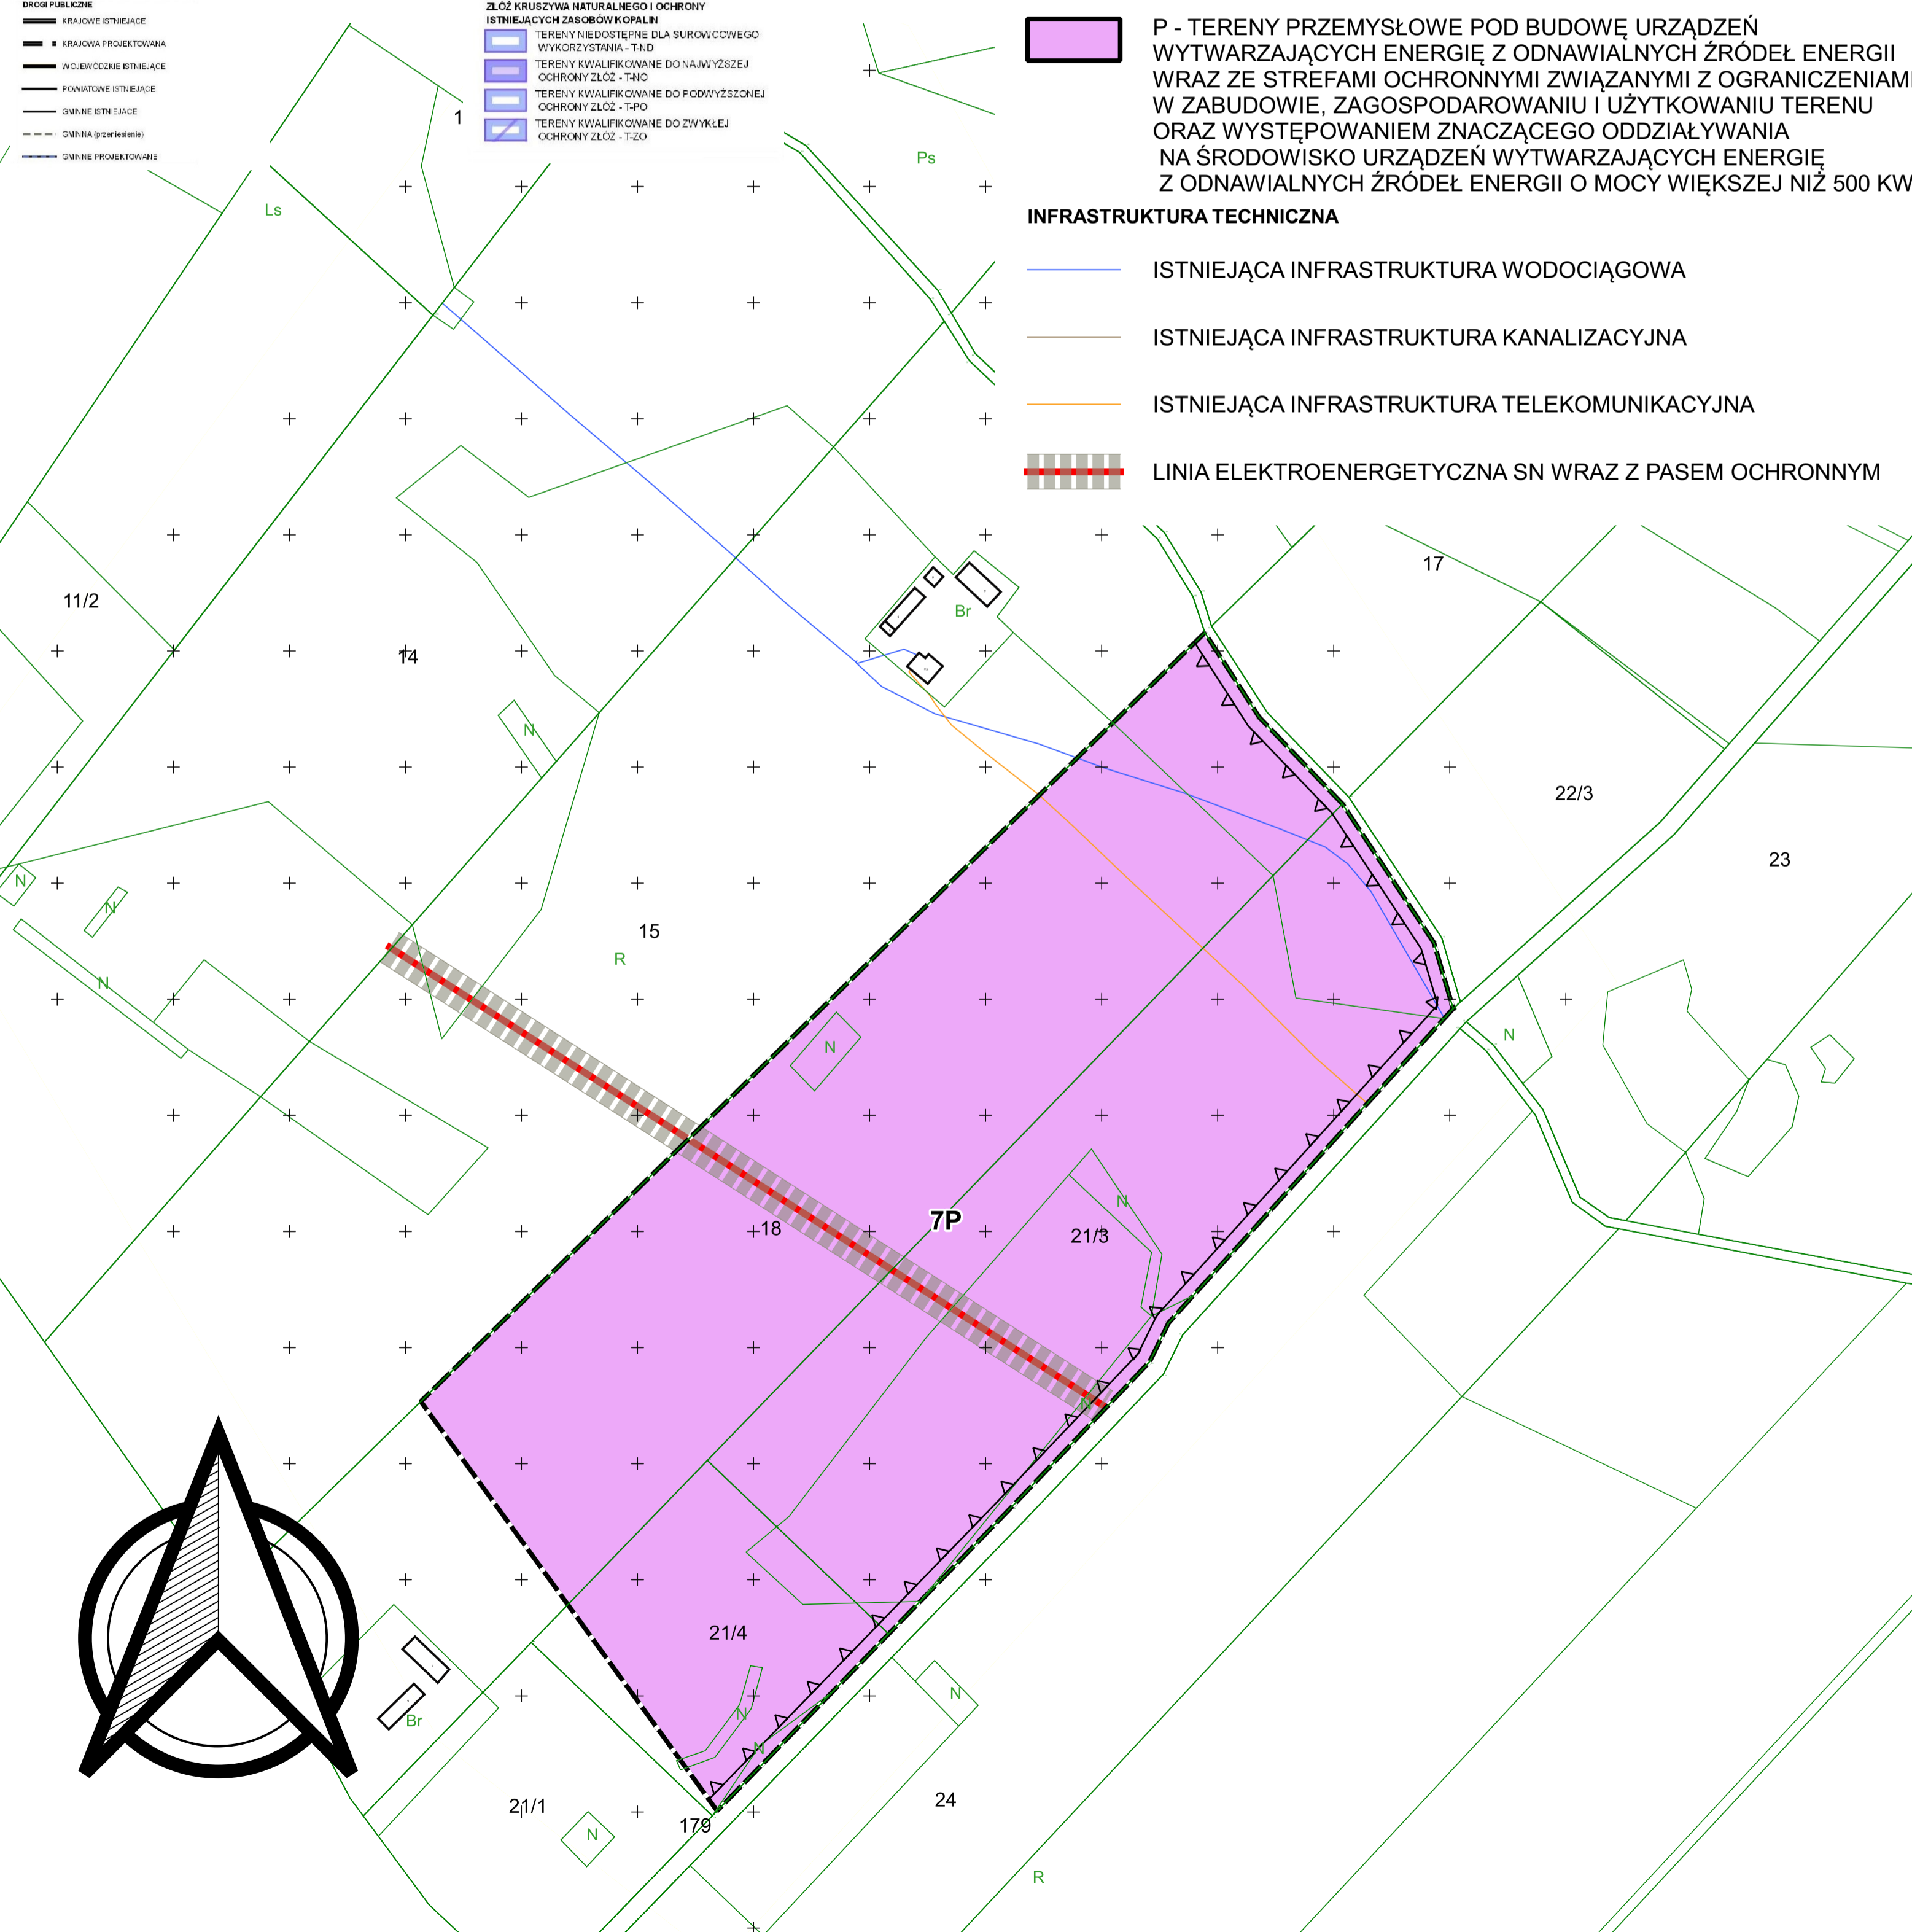 DROGI PUBLICZNE
KRAJOWE ISTNIEJĄCE
KRAJOWA PROJEKTOWANA
WOJEWÓDZKIE ISTNIEJĄCE
POWIATOWE ISTNIEJĄCE
GMINNE ISTNIEJĄCE
GMINNA (przeniesienie)
GMINNE PROJEKTOWANE
ZŁÓŻ KRUSZYWA NATURALNEGO I OCHRONY
ISTNIEJĄCYCH ZASOBÓW KOPALIN
TERENY NIEDOSTĘPNE DLA SUROWCOWEGO
WYKORZYSTANIA - T-ND
TERENY KWALIFIKOWANE DO NAJWYŻSZEJ
OCHRONY ZŁÓŻ - T-NO
TERENY KWALIFIKOWANE DO PODWYŻSZONEJ
OCHRONY ZŁÓŻ - T-PO
TERENY KWALIFIKOWANE DO ZWYKŁEJ
OCHRONY ZŁÓŻ - T-ZO
P - TERENY PRZEMYSŁOWE POD BUDOWĘ URZĄDZEŃ
WYTWARZAJĄCYCH ENERGIĘ Z ODNAWIALNYCH ŹRÓDEŁ ENERGII
WRAZ ZE STREFAMI OCHRONNYMI ZWIĄZANYMI Z OGRANICZENIAMI
W ZABUDOWIE, ZAGOSPODAROWANIU I UŻYTKOWANIU TERENU
ORAZ WYSTĘPOWANIEM ZNACZĄCEGO ODDZIAŁYWANIA
NA ŚRODOWISKO URZĄDZEŃ WYTWARZAJĄCYCH ENERGIĘ
Z ODNAWIALNYCH ŹRÓDEŁ ENERGII O MOCY WIĘKSZEJ NIŻ 500 KW
INFRASTRUKTURA TECHNICZNA
ISTNIEJĄCA INFRASTRUKTURA WODOCIĄGOWA
ISTNIEJĄCA INFRASTRUKTURA KANALIZACYJNA
ISTNIEJĄCA INFRASTRUKTURA TELEKOMUNIKACYJNA
LINIA ELEKTROENERGETYCZNA SN WRAZ Z PASEM OCHRONNYM
1
Ps
Ls
17
11/2
Br
14
N
22/3
23
N
N
15
R
N
N
N
N
7P
18
21/3
N
21/4
N
N
N
Br
24
21/1
179
N
R